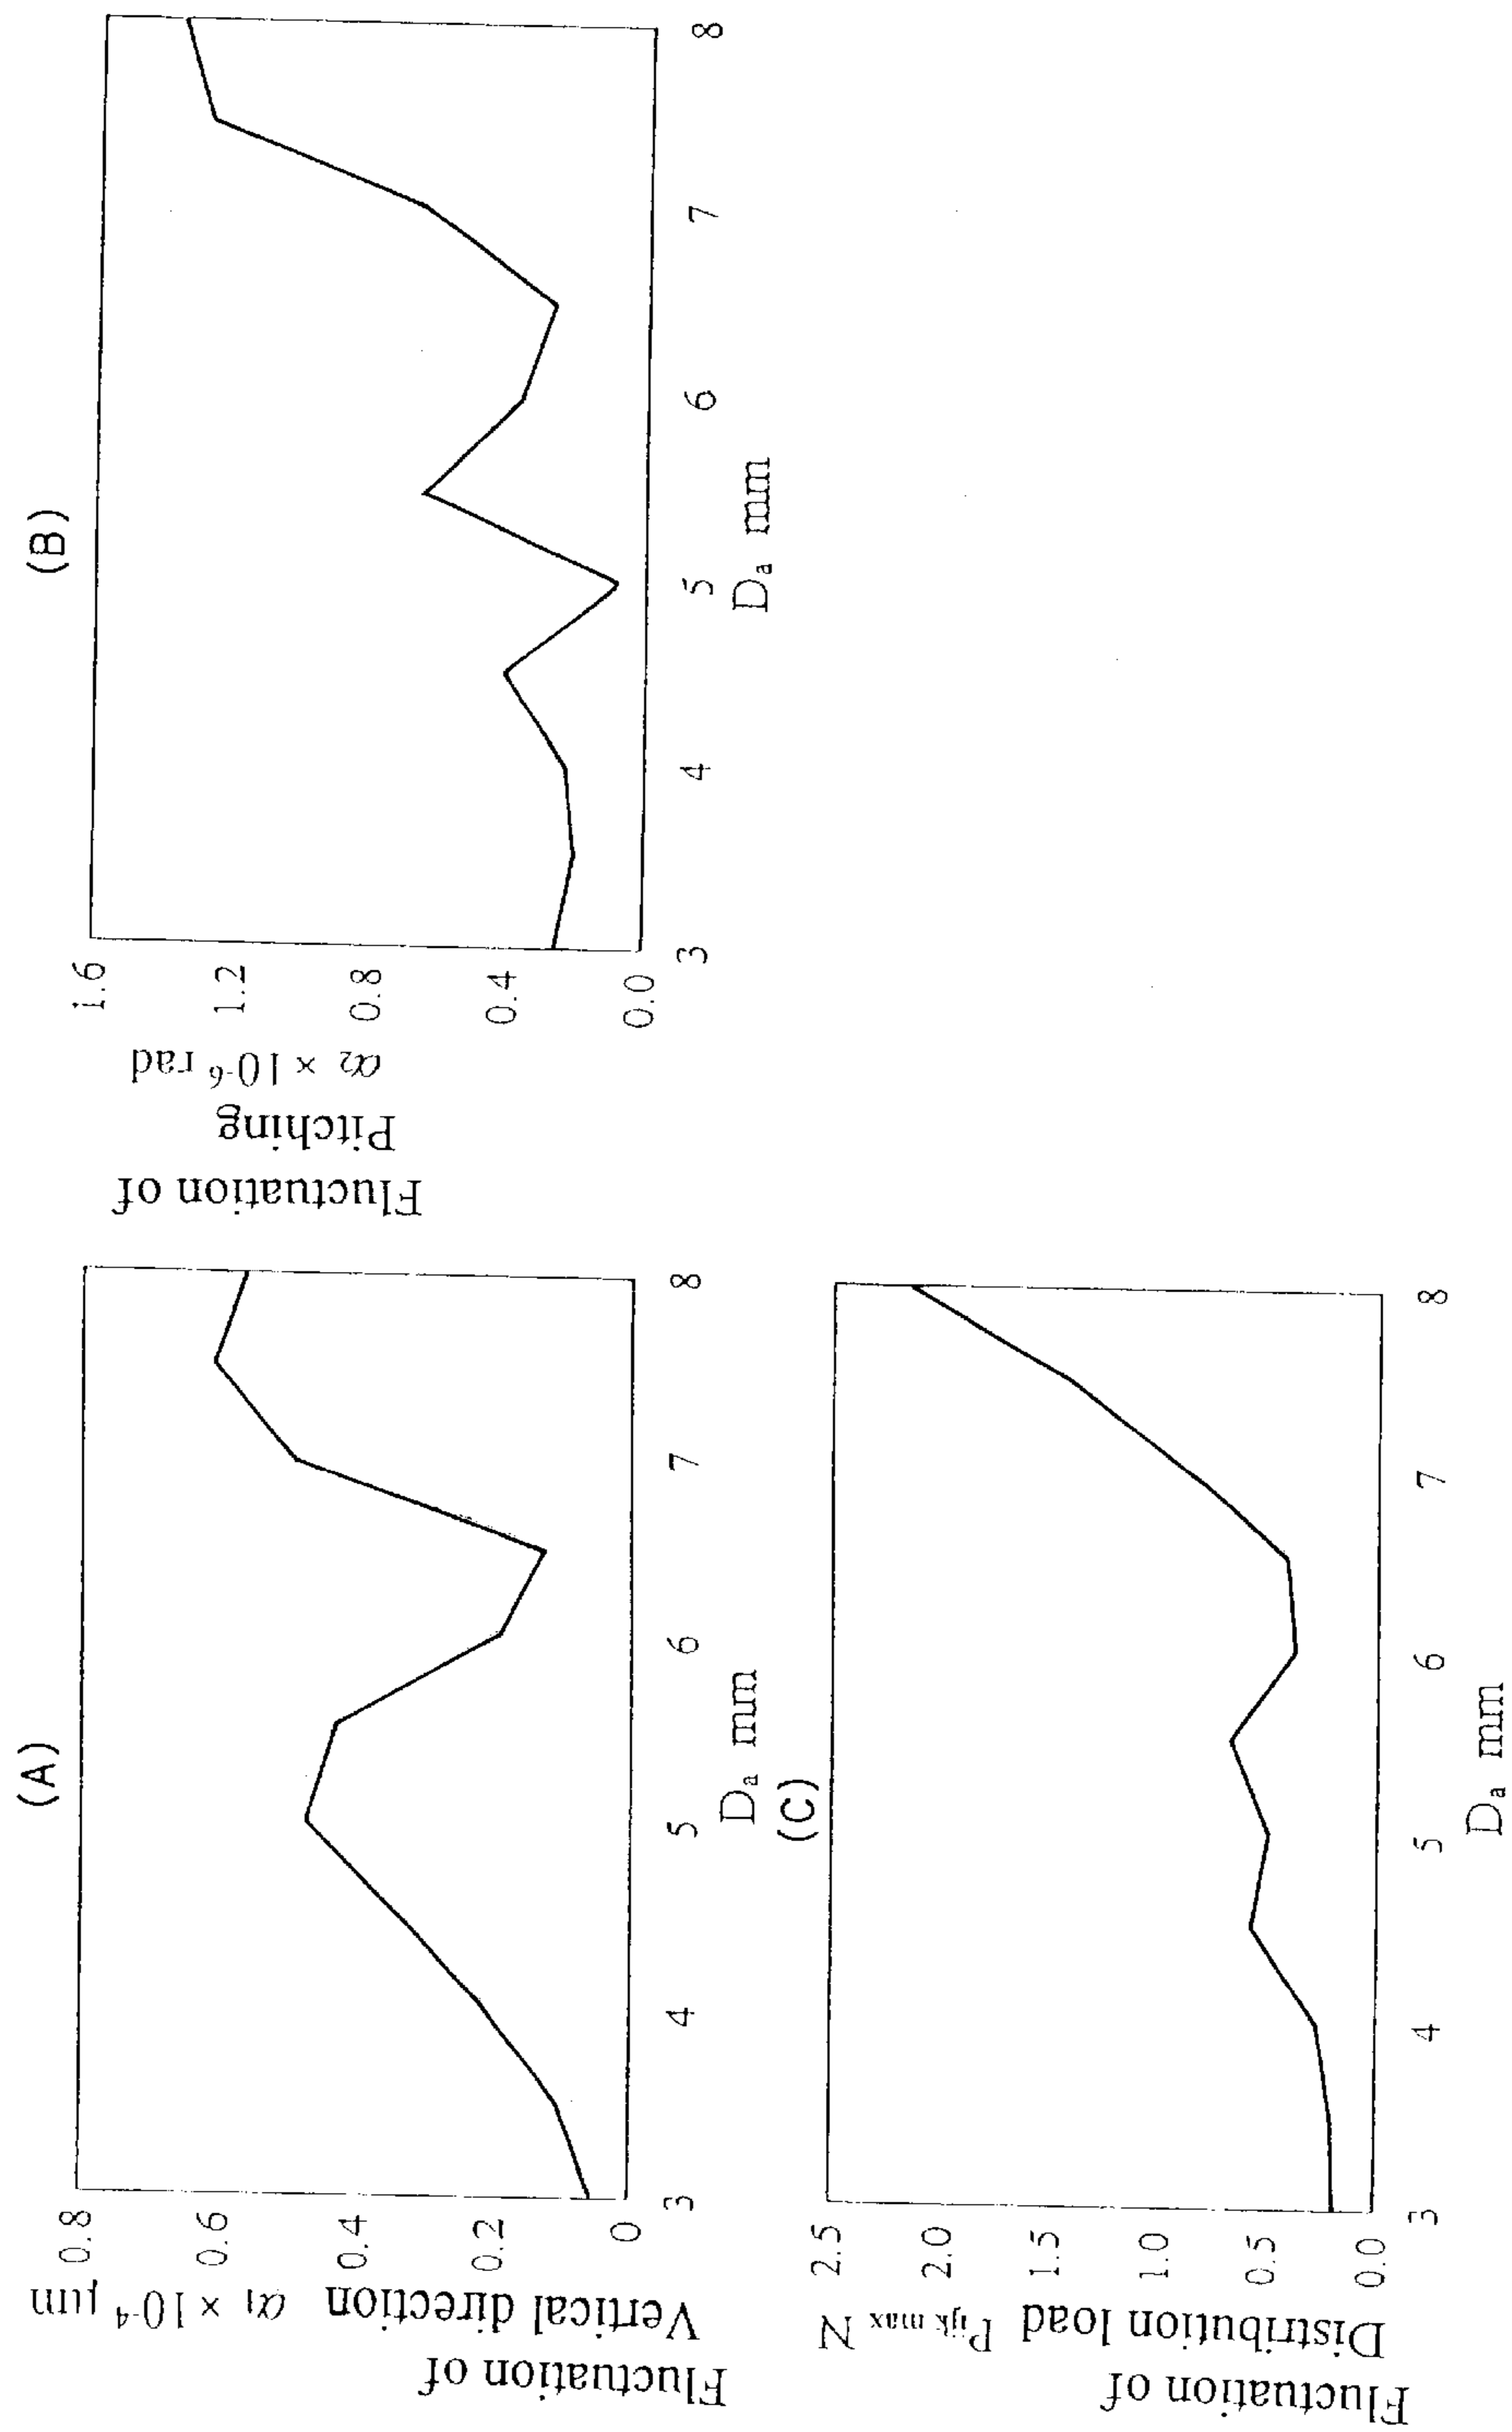 (A)
Fluctuation of
Vertical direction α₁ × 10⁻⁴ μm
0.8
0.6
0.4
0.2
0
3 4 5 6 7 8
Dₐ mm
(B)
Fluctuation of
Pitching
α₂ × 10⁻⁶ rad
1.6
1.2
0.8
0.4
0.0
3 4 5 6 7 8
Dₐ mm
(C)
Fluctuation of
Distribution load P_ijk max N
2.5
2.0
1.5
1.0
0.5
0.0
3 4 5 6 7 8
Dₐ mm